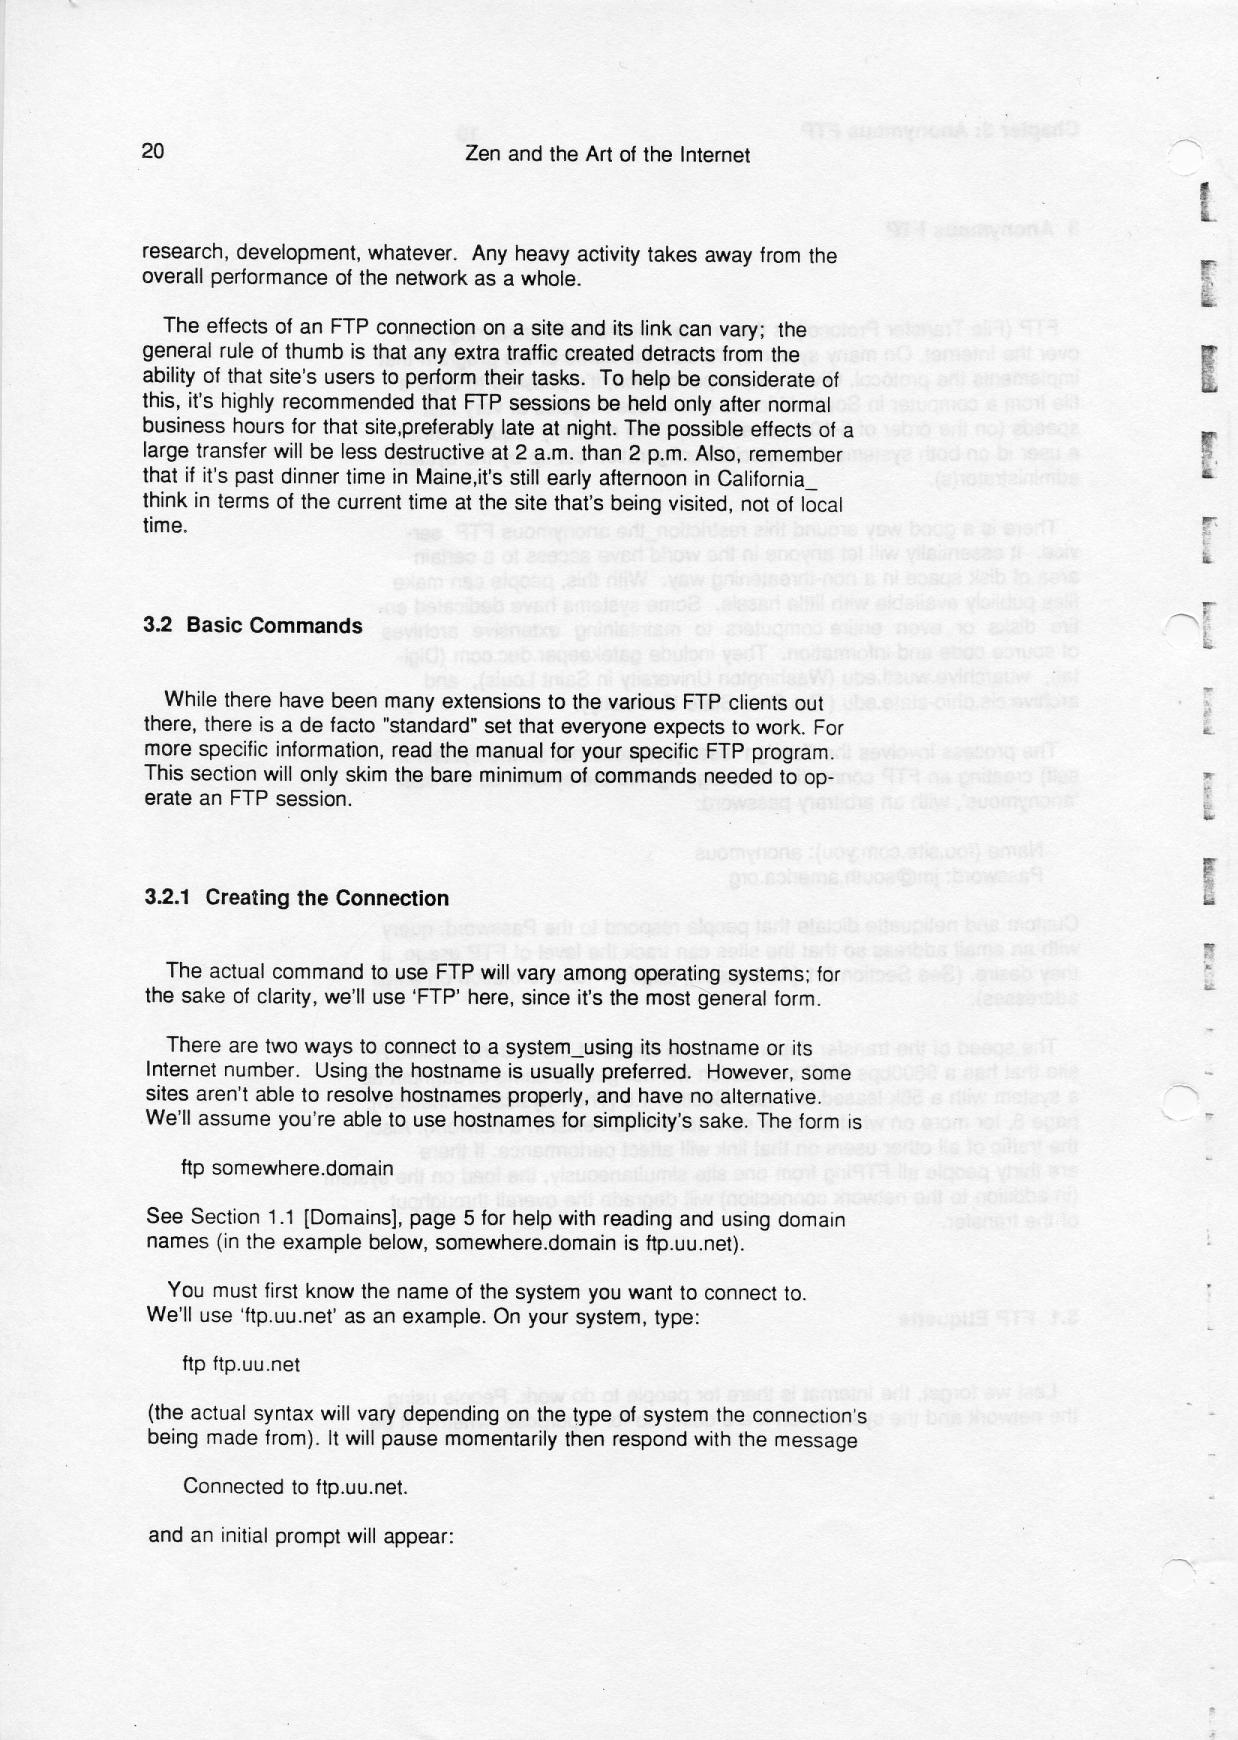 20 Zen and the Art of the Internet
research, development, whatever. Any heavy activity takes away from the
overall performance of the network as a whole.
The effects of an FTP connection on a site and its link can vary; the
general rule of thumb is that any extra traffic created detracts from the
ability of that site's users to perform their tasks. To help be considerate of
this, it's highly recommended that FTP sessions be held only after normal
business hours for that site,preferably late at night. The possible effects of a
large transfer will be less destructive at 2 a.m. than 2 p.m. Also, remember
that if it's past dinner time in Maine,it's still early afternoon in California_
think in terms of the current time at the site that's being visited, not of local
time.
3.2 Basic Commands
While there have been many extensions to the various FTP clients out
there, there is a de facto "standard" set that everyone expects to work. For
more specific information, read the manual for your specific FTP program.
This section will only skim the bare minimum of commands needed to op-
erate an FTP session.
3.2.1 Creating the Connection
The actual command to use FTP will vary among operating systems; for
the sake of clarity, we'll use 'FTP' here, since it's the most general form.
There are two ways to connect to a system_using its hostname or its
Internet number. Using the hostname is usually preferred. However, some
sites aren't able to resolve hostnames properly, and have no alternative.
We'll assume you're able to use hostnames for simplicity's sake. The form is
ftp somewhere.domain
See Section 1.1 [Domains], page 5 for help with reading and using domain
names (in the example below, somewhere.domain is ftp.uu.net).
You must first know the name of the system you want to connect to.
We'll use 'ftp.uu.net' as an example. On your system, type:
ftp ftp.uu.net
(the actual syntax will vary depending on the type of system the connection's
being made from). It will pause momentarily then respond with the message
Connected to ftp.uu.net.
and an initial prompt will appear: